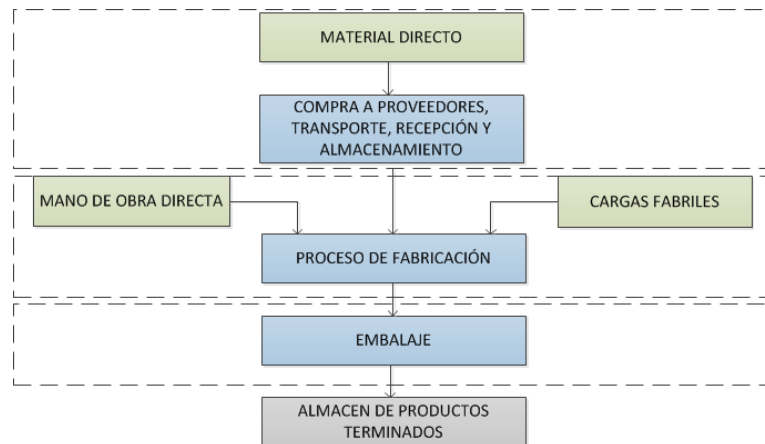 MATERIAL DIRECTO
COMPRA A PROVEEDORES,
TRANSPORTE, RECEPCIÓN Y
ALMACENAMIENTO
MANO DE OBRA DIRECTA
CARGAS FABRILES
PROCESO DE FABRICACIÓN
EMBALAJE
ALMACEN DE PRODUCTOS
TERMINADOS